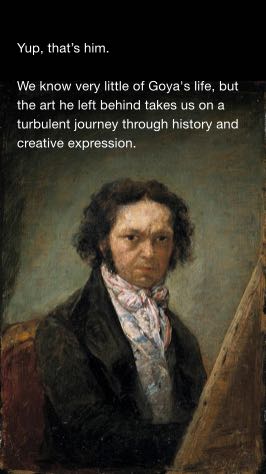 Yup, that’s him.
We know very little of Goya's life, but
the art he left behind takes us on a
turbulent journey through history and
creative expression.